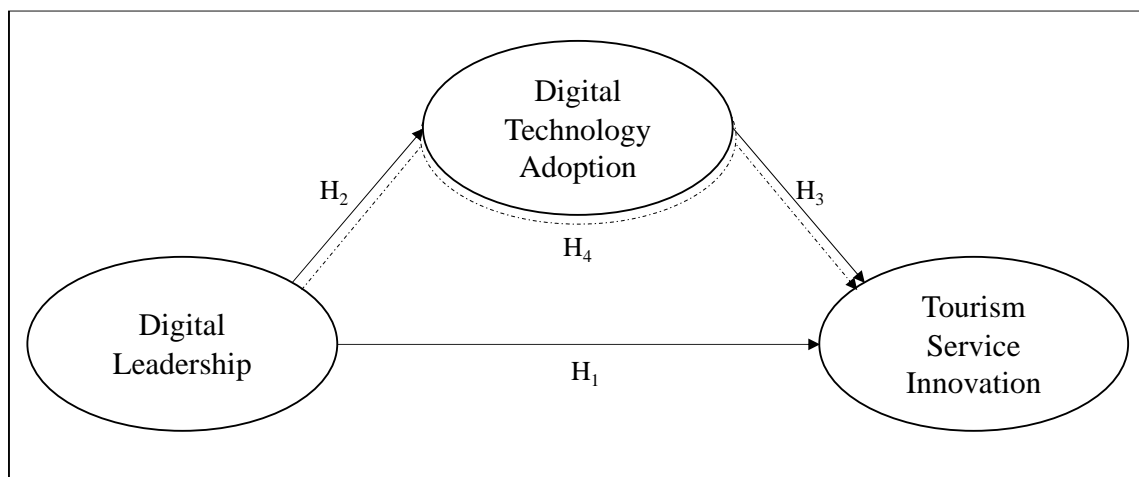 Digital
Technology
Adoption
H₂
H₃
H₄
Digital
Leadership
Tourism
Service
Innovation
H₁